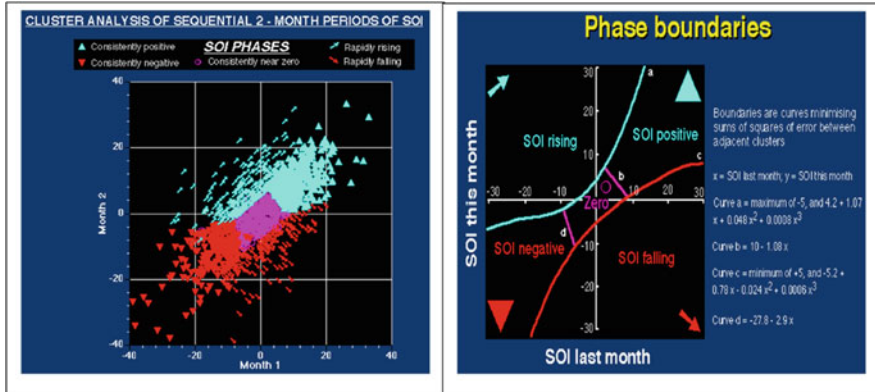 CLUSTER ANALYSIS OF SEQUENTIAL 2 - MONTH PERIODS OF SOI
SOI PHASES
Consistently positive
Rapidly rising
Consistently negative
Consistently near zero
Rapidly falling
40
20
0
-20
-40
Month 2
-40
-20
0
20
40
Month 1
Phase boundaries
30
a
20
SOI rising
SOI positive
10
c
b
SOI this month
-30
-20
-10
Zero
10
20
30
d
SOI negative
-10
SOI falling
-20
-30
SOI last month
Boundaries are curves minimising
sums of squares of error between
adjacent clusters
x = SOI last month; y = SOI this month
Curve a = maximum of -5, and 4.2 + 1.07
x + 0.048 x² + 0.0008 x³
Curve b = 10 - 1.08 x
Curve c = minimum of +5, and -5.2 +
0.78 x - 0.024 x² + 0.0006 x³
Curve d = -27.8 - 2.9 x